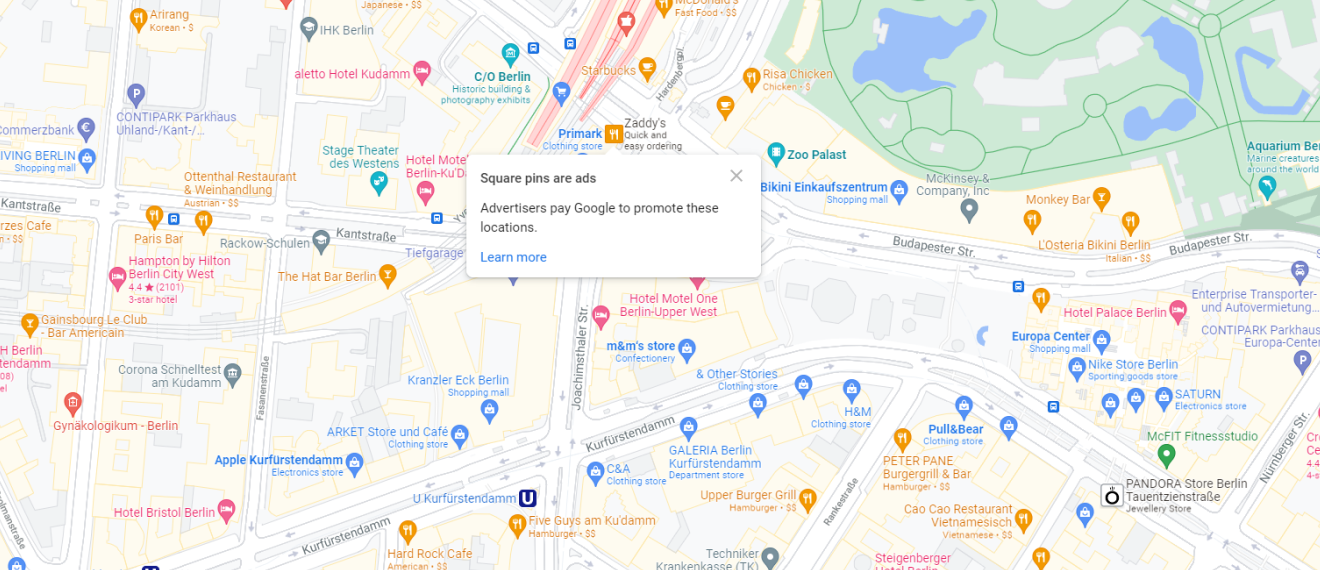 Japanese • $$
McDonald's
Fast Food • $$
Arirang
Korean • $
IHK Berlin
aletto Hotel Kudamm
C/O Berlin
Historic building &
photography exhibits
Starbucks
Hardenbergpl.
Risa Chicken
Chicken • $
P
CONTIPARK Parkhaus
Uhland-/Kant-/...
Commerzbank
€
IVING BERLIN
Shopping mall
Primark
Clothing store
Zaddy's
Quick and
easy ordering
Stage Theater
des Westens
Hotel Motel
Berlin-Ku'Da
Zoo Palast
Aquarium Be
Marine creatures
around the world
Square pins are ads
Advertisers pay Google to promote these
locations.
Learn more
Bikini Einkaufszentrum
Shopping mall
McKinsey &
Company, Inc
Monkey Bar
Ottenthal Restaurant
& Weinhandlung
Austrian • $$
Kantstraße
rzes Cafe
n • $$
Paris Bar
Rackow-Schulen
Kantstraße
Yv
Tiefgarage
Budapester Str.
L'Osteria Bikini Berlin
Italian • $$
Budapester Str.
Hampton by Hilton
Berlin City West
4.4 ★ (2101)
3-star hotel
The Hat Bar Berlin
Hotel Motel One
Berlin-Upper West
Enterprise Transporter-
und Autovermietung...
Hotel Palace Berlin
Gainsbourg Le Club
- Bar Americain
Joachimsthaler Str.
m&m's store
Confectionery
Europa Center
Shopping mall
CONTIPARK Parkhaus
Europa-Center
P
H Berlin
stendamm
08)
el
Corona Schnelltest
am Kudamm
Fasanenstraße
Kranzler Eck Berlin
Shopping mall
& Other Stories
Clothing store
Nike Store Berlin
Sporting goods store
SATURN
Electronics store
H&M
Clothing store
Gynäkologikum - Berlin
ARKET Store und Café
Clothing store
Kurfürstendamm
Pull&Bear
Clothing store
McFIT Fitnessstudio
Nürnberger Str.
Apple Kurfürstendamm
Electronics store
GALERIA Berlin
Kurfürstendamm
Department store
C&A
Clothing store
PETER PANE
Burgergrill & Bar
Hamburger • $$
Cro
Ce
4.4
4-s
PANDORA Store Berlin
Tauentzienstraße
Jewellery Store
U Kurfürstendamm
U
Upper Burger Grill
Hamburger • $$
Rankestraße
Cao Cao Restaurant
Vietnamesisch
Vietnamese • $$
Hotel Bristol Berlin
Kurfürstendamm
Five Guys am Ku'damm
Hamburger • $$
Hard Rock Cafe
American • $$
Techniker
Krankenkasse (TK)
Steigenberger
Hotel Berlin